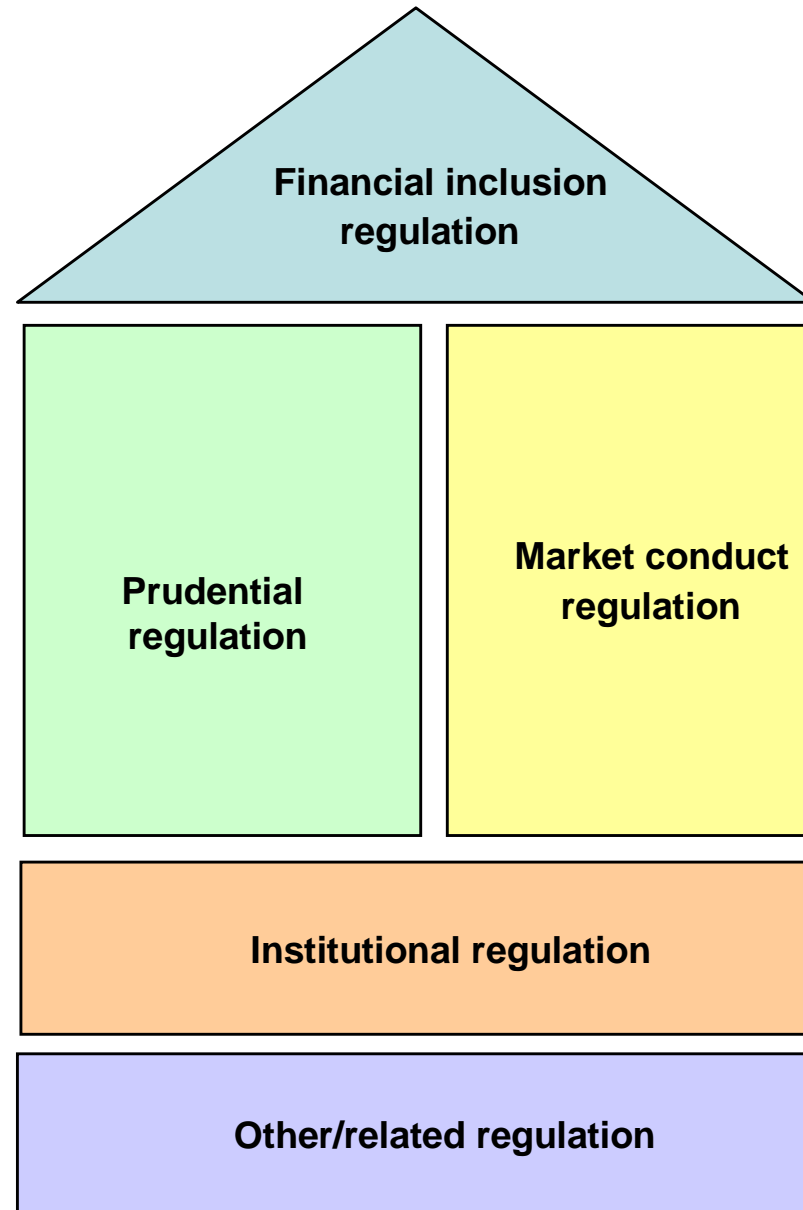 Financial inclusion
regulation
Prudential
regulation
Market conduct
regulation
Institutional regulation
Other/related regulation